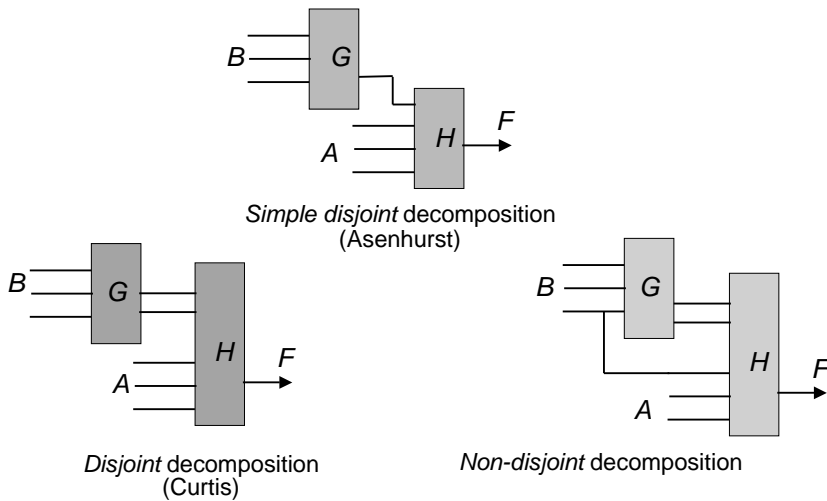 B
G
A
H
F
Simple disjoint decomposition
(Asenhurst)
B
G
A
H
F
Disjoint decomposition
(Curtis)
B
G
A
H
F
Non-disjoint decomposition